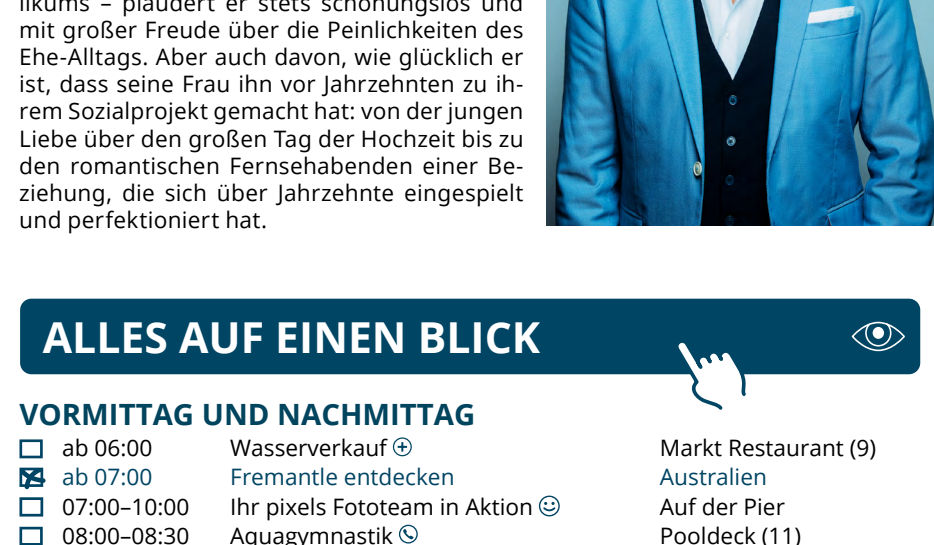 likums – plaudert er stets schonungslos und
mit großer Freude über die Peinlichkeiten des
Ehe-Alltags. Aber auch davon, wie glücklich er
ist, dass seine Frau ihn vor Jahrzehnten zu ih-
rem Sozialprojekt gemacht hat: von der jungen
Liebe über den großen Tag der Hochzeit bis zu
den romantischen Fernsehabenden einer Be-
ziehung, die sich über Jahrzehnte eingespielt
und perfektioniert hat.
ALLES AUF EINEN BLICK
VORMITTAG UND NACHMITTAG
ab 06:00 Wasserverkauf Markt Restaurant (9)
ab 07:00 Fremantle entdecken Australien
07:00–10:00 Ihr pixels Fototeam in Aktion Auf der Pier
08:00–08:30 Aquagymnastik Pooldeck (11)